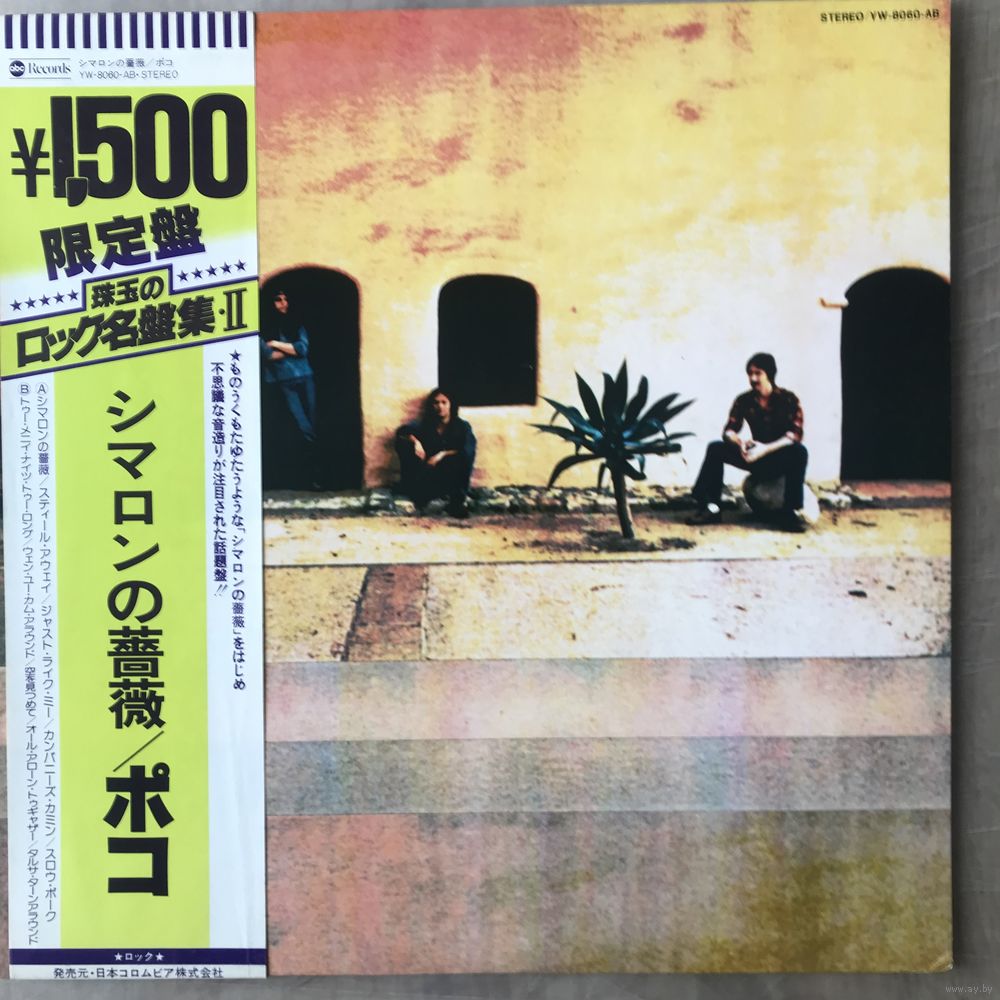 STEREO/YW-8060-AB
abc Records
シマロンの薔薇／ポコ
YW-8060-AB・STEREO
¥1,500
限定盤
★★★★★珠玉の★★★★★
ロック名盤集・II
★ものうくもたゆたうような「シマロンの薔薇」をはじめ
不思議な音造りが注目された話題盤!!
シマロンの薔薇／ポコ
Ⓐシマロンの薔薇／スティール・アウェイ／ジャスト・ライク・ミー／カンパニーズ・カミン／スロウ・ポーク
Ⓑトゥー・メニイ・ナイツ・トゥー・ロング／ウェン・ユー・カム・アラウンド／空を見つめて／オール・アローン・トゥギャザー／タルサ・ターンアラウンド
★ロック★
発売元・日本コロムビア株式会社
www.ay.by